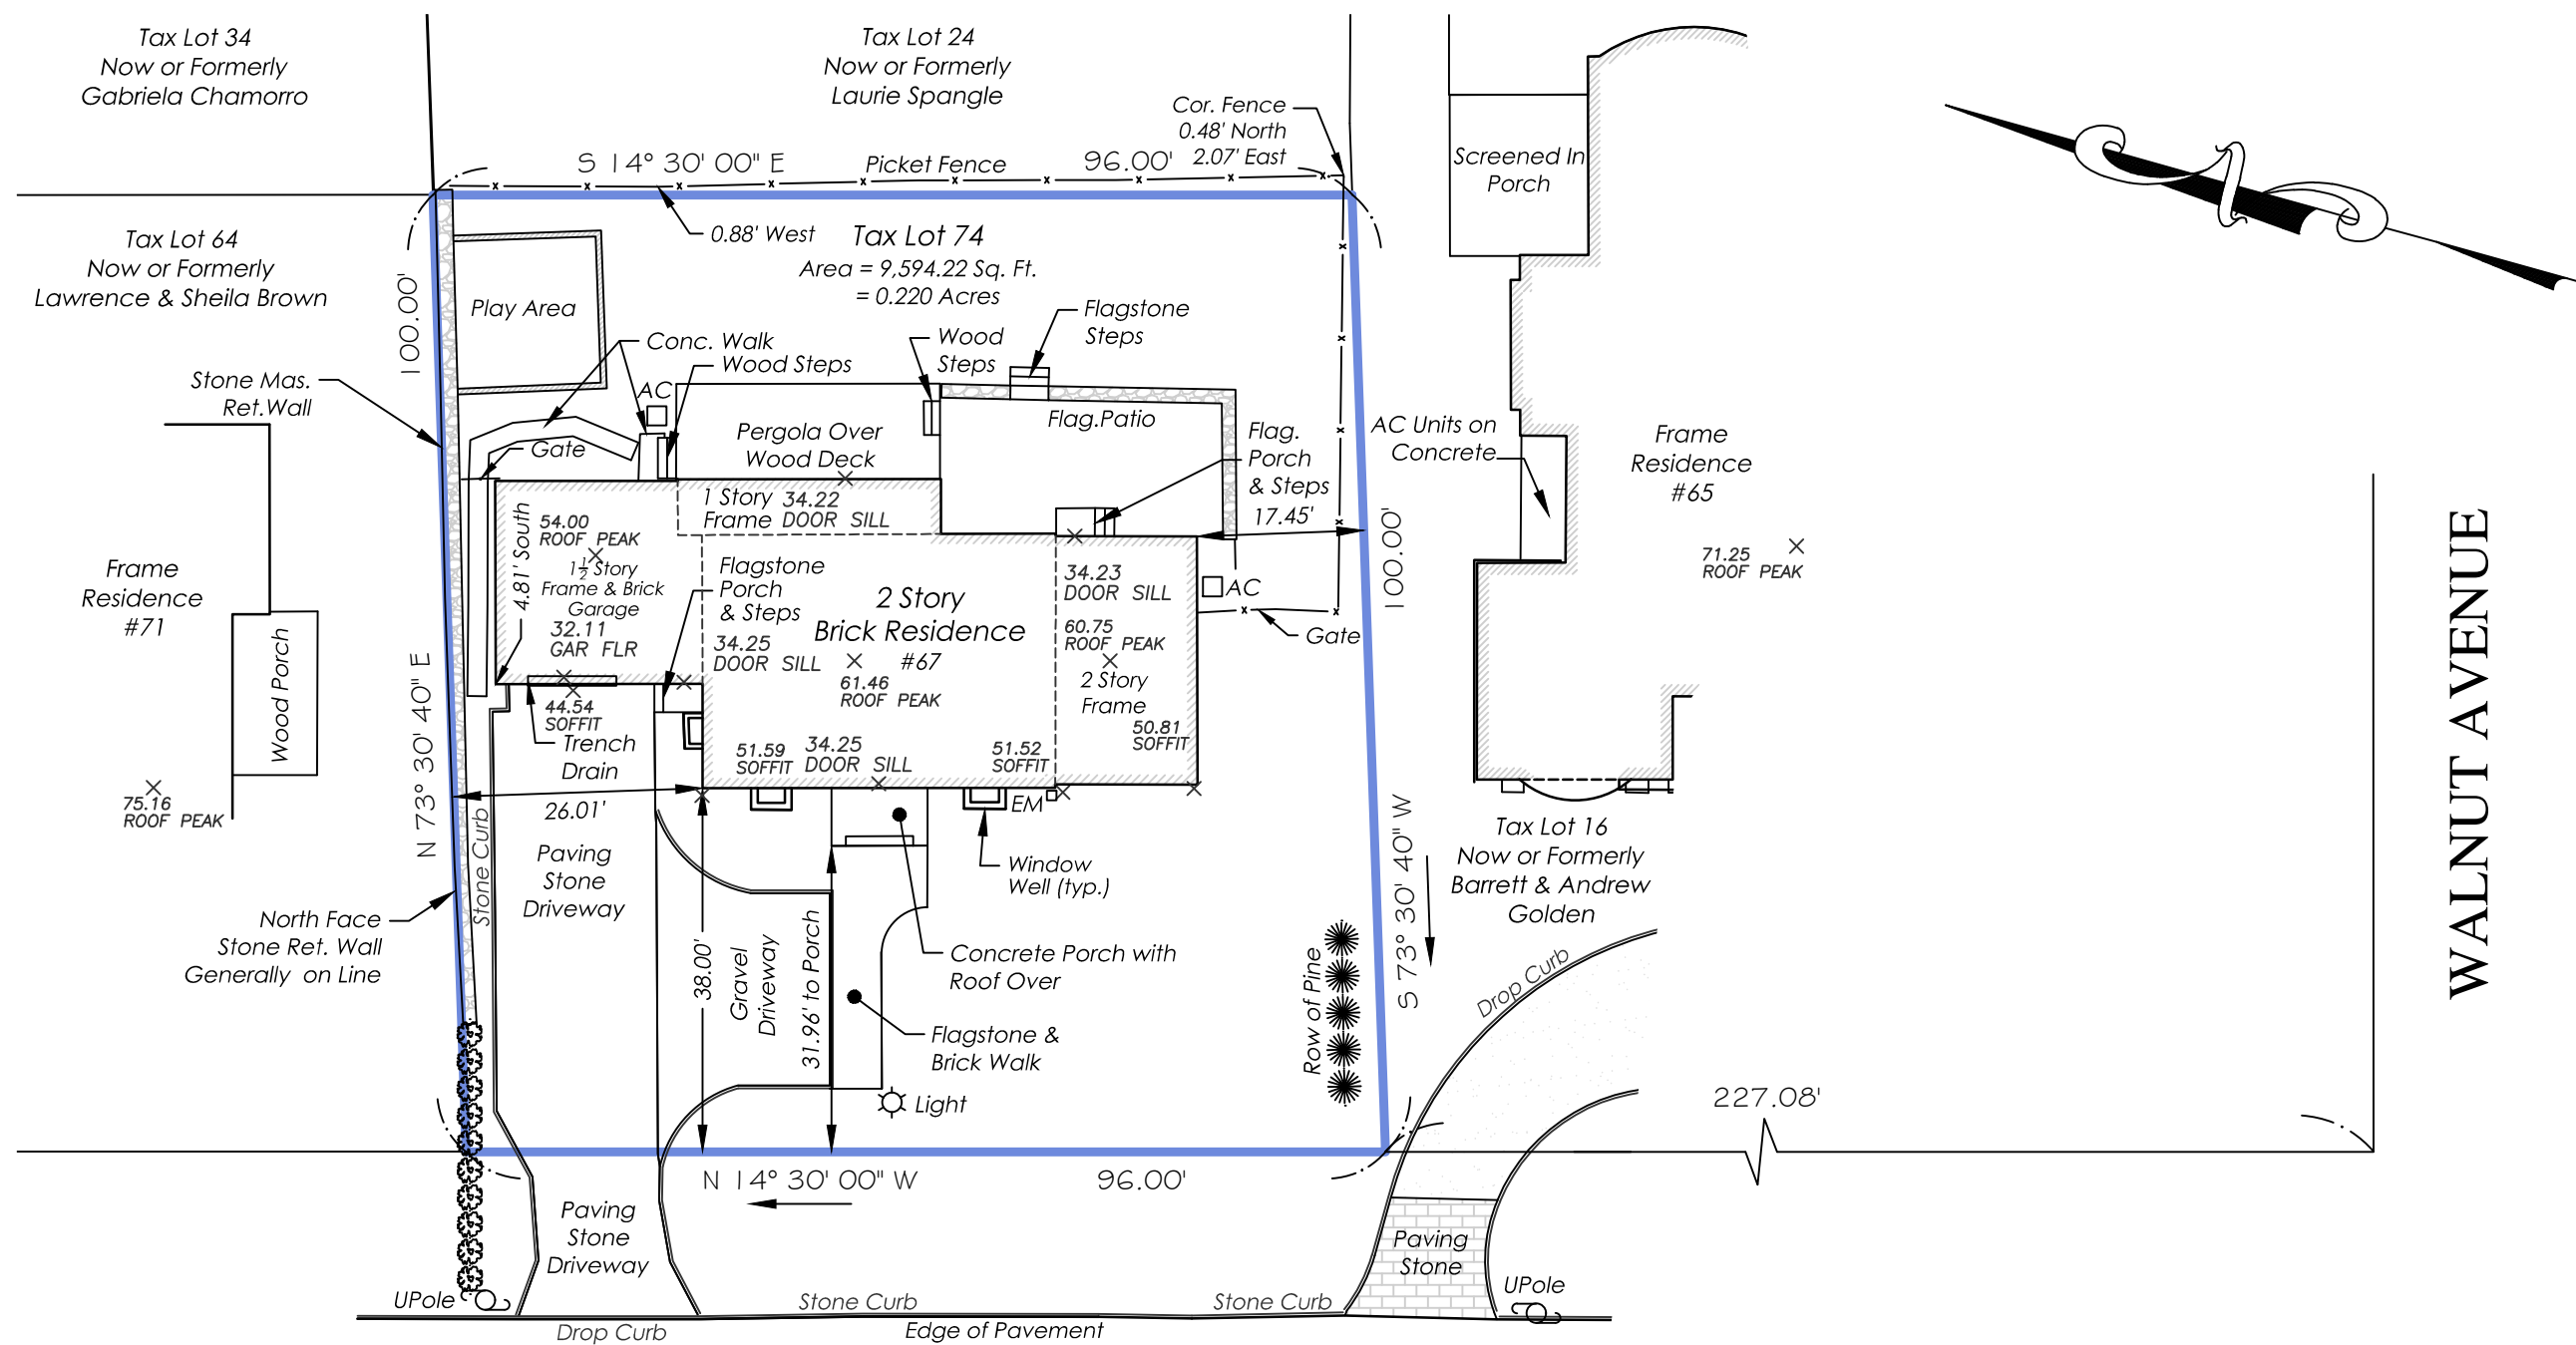 Tax Lot 34
Now or Formerly
Gabriela Chamorro
Tax Lot 24
Now or Formerly
Laurie Spangle
Cor. Fence
0.48' North
2.07' East
S 14° 30' 00" E
Picket Fence
96.00'
Screened In
Porch
0.88' West
Tax Lot 74
Area = 9,594.22 Sq. Ft.
= 0.220 Acres
Tax Lot 64
Now or Formerly
Lawrence & Sheila Brown
100.00'
Play Area
Flagstone
Steps
Conc. Walk
Wood Steps
Wood
Steps
Stone Mas.
Ret.Wall
AC
Gate
Pergola Over
Wood Deck
Flag.Patio
Flag.
Porch
& Steps
17.45'
AC Units on
Concrete
Frame
Residence
#65
71.25
ROOF PEAK
1 Story
Frame
34.22
DOOR SILL
4.81' South
54.00
ROOF PEAK
1½ Story
Frame & Brick
Garage
32.11
GAR FLR
Flagstone
Porch
& Steps
2 Story
Brick Residence
#67
34.25
DOOR SILL
61.46
ROOF PEAK
34.23
DOOR SILL
60.75
ROOF PEAK
2 Story
Frame
50.81
SOFFIT
AC
Gate
100.00'
Frame
Residence
#71
Wood Porch
75.16
ROOF PEAK
N 73° 30' 40" E
44.54
SOFFIT
Trench
Drain
51.59
SOFFIT
34.25
DOOR SILL
51.52
SOFFIT
EM
26.01'
Stone Curb
Paving
Stone
Driveway
Window
Well (typ.)
38.00'
Gravel
Driveway
31.96' to Porch
Concrete Porch with
Roof Over
Flagstone &
Brick Walk
Light
Row of Pine
S 73° 30' 40" W
Tax Lot 16
Now or Formerly
Barrett & Andrew
Golden
Drop Curb
North Face
Stone Ret. Wall
Generally on Line
WALNUT AVENUE
227.08'
N 14° 30' 00" W
96.00'
Paving
Stone
Driveway
Paving
Stone
UPole
UPole
Stone Curb
Stone Curb
Drop Curb
Edge of Pavement